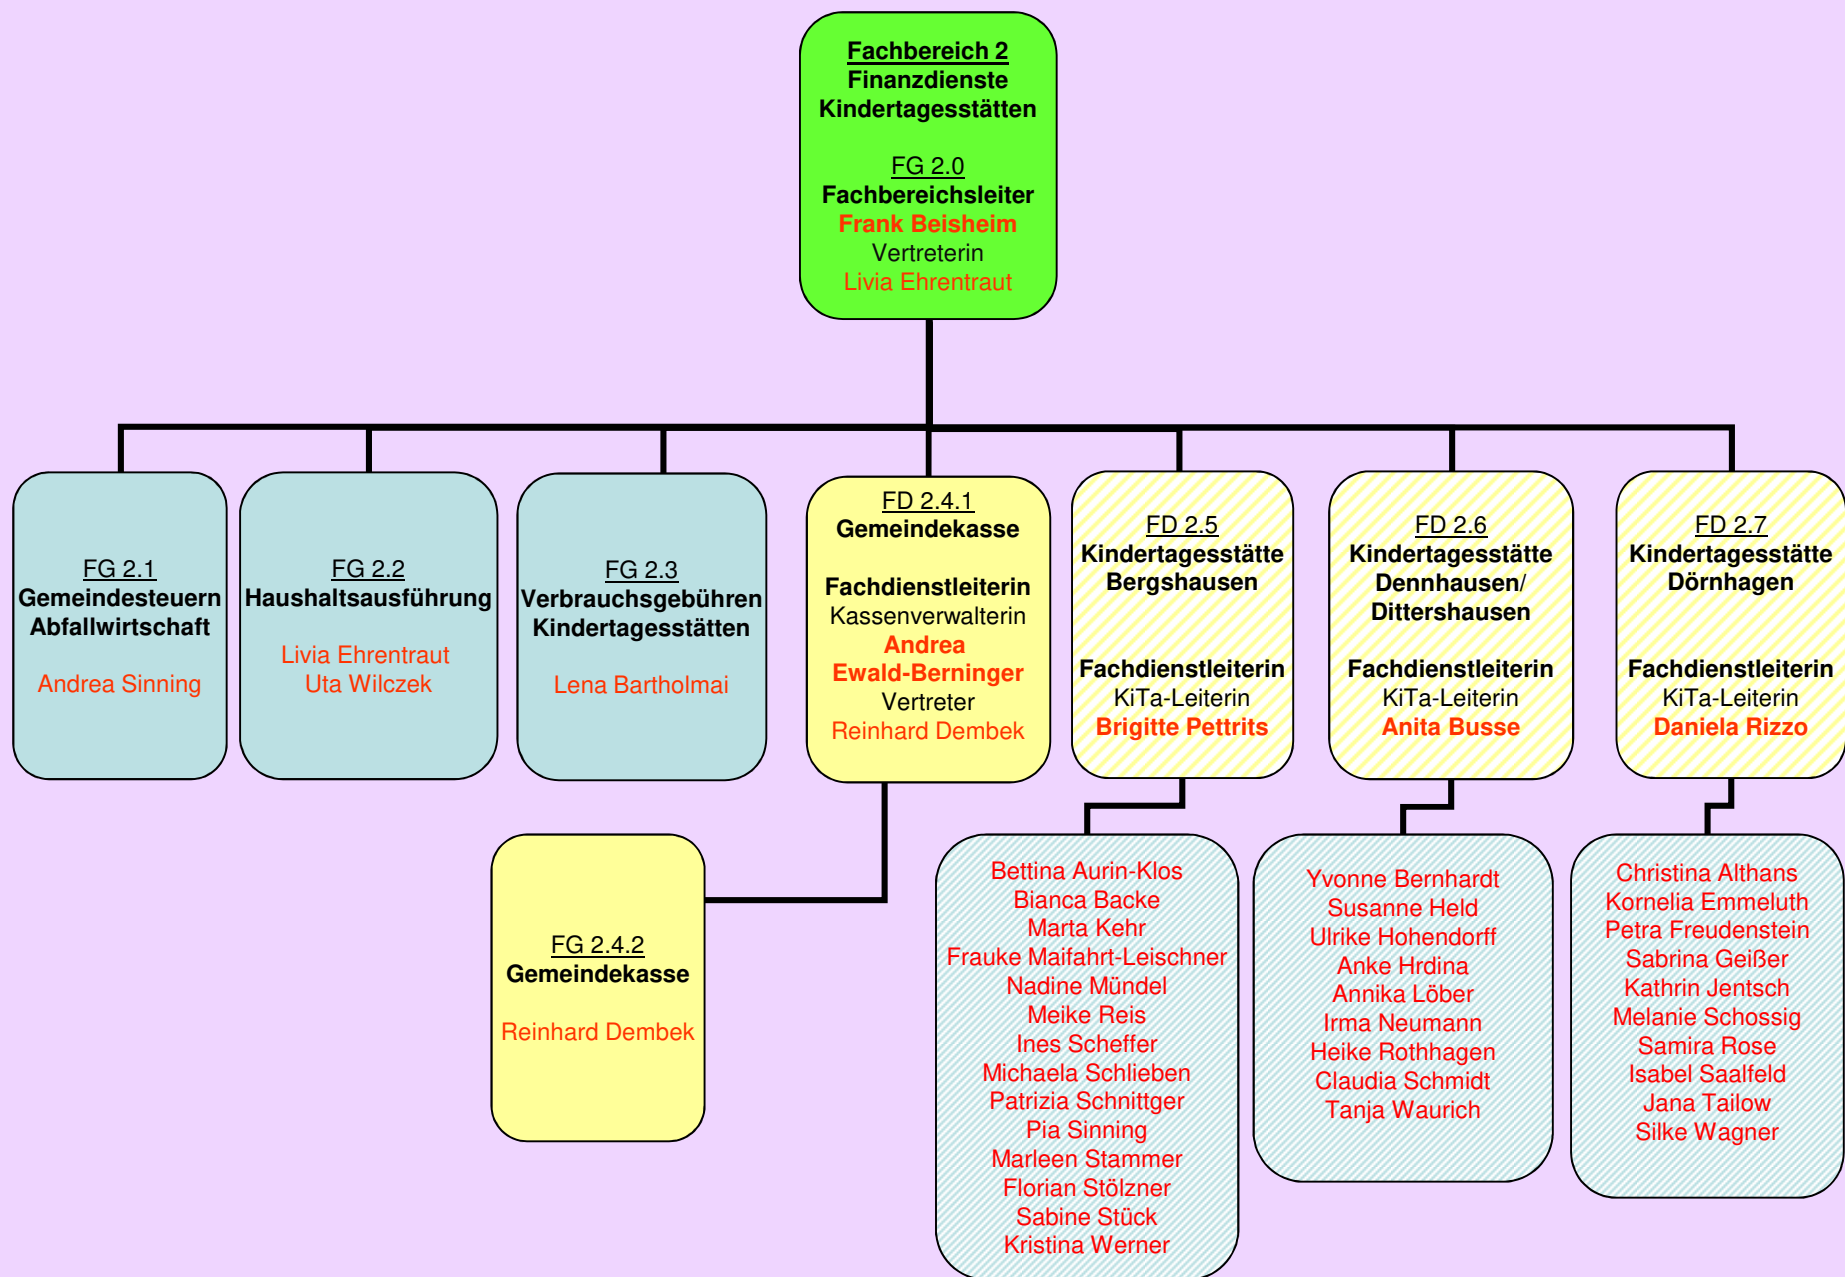 Fachbereich 2
Finanzdienste
Kindertagesstätten
FG 2.0
Fachbereichsleiter
Frank Beisheim
Vertreterin
Livia Ehrentraut
FG 2.1
Gemeindesteuern
Abfallwirtschaft
Andrea Sinning
FG 2.2
Haushaltsausführung
Livia Ehrentraut
Uta Wilczek
FG 2.3
Verbrauchsgebühren
Kindertagesstätten
Lena Bartholmai
FD 2.4.1
Gemeindekasse
Fachdienstleiterin
Kassenverwalterin
Andrea
Ewald-Berninger
Vertreter
Reinhard Dembek
FD 2.5
Kindertagesstätte
Bergshausen
Fachdienstleiterin
KiTa-Leiterin
Brigitte Pettrits
FD 2.6
Kindertagesstätte
Dennhausen/
Dittershausen
Fachdienstleiterin
KiTa-Leiterin
Anita Busse
FD 2.7
Kindertagesstätte
Dörnhagen
Fachdienstleiterin
KiTa-Leiterin
Daniela Rizzo
FG 2.4.2
Gemeindekasse
Reinhard Dembek
Bettina Aurin-Klos
Bianca Backe
Marta Kehr
Frauke Maifahrt-Leischner
Nadine Mündel
Meike Reis
Ines Scheffer
Michaela Schlieben
Patrizia Schnittger
Pia Sinning
Marleen Stammer
Florian Stölzner
Sabine Stück
Kristina Werner
Yvonne Bernhardt
Susanne Held
Ulrike Hohendorff
Anke Hrdina
Annika Löber
Irma Neumann
Heike Rothhagen
Claudia Schmidt
Tanja Waurich
Christina Althans
Kornelia Emmeluth
Petra Freudenstein
Sabrina Geißer
Kathrin Jentsch
Melanie Schossig
Samira Rose
Isabel Saalfeld
Jana Tailow
Silke Wagner